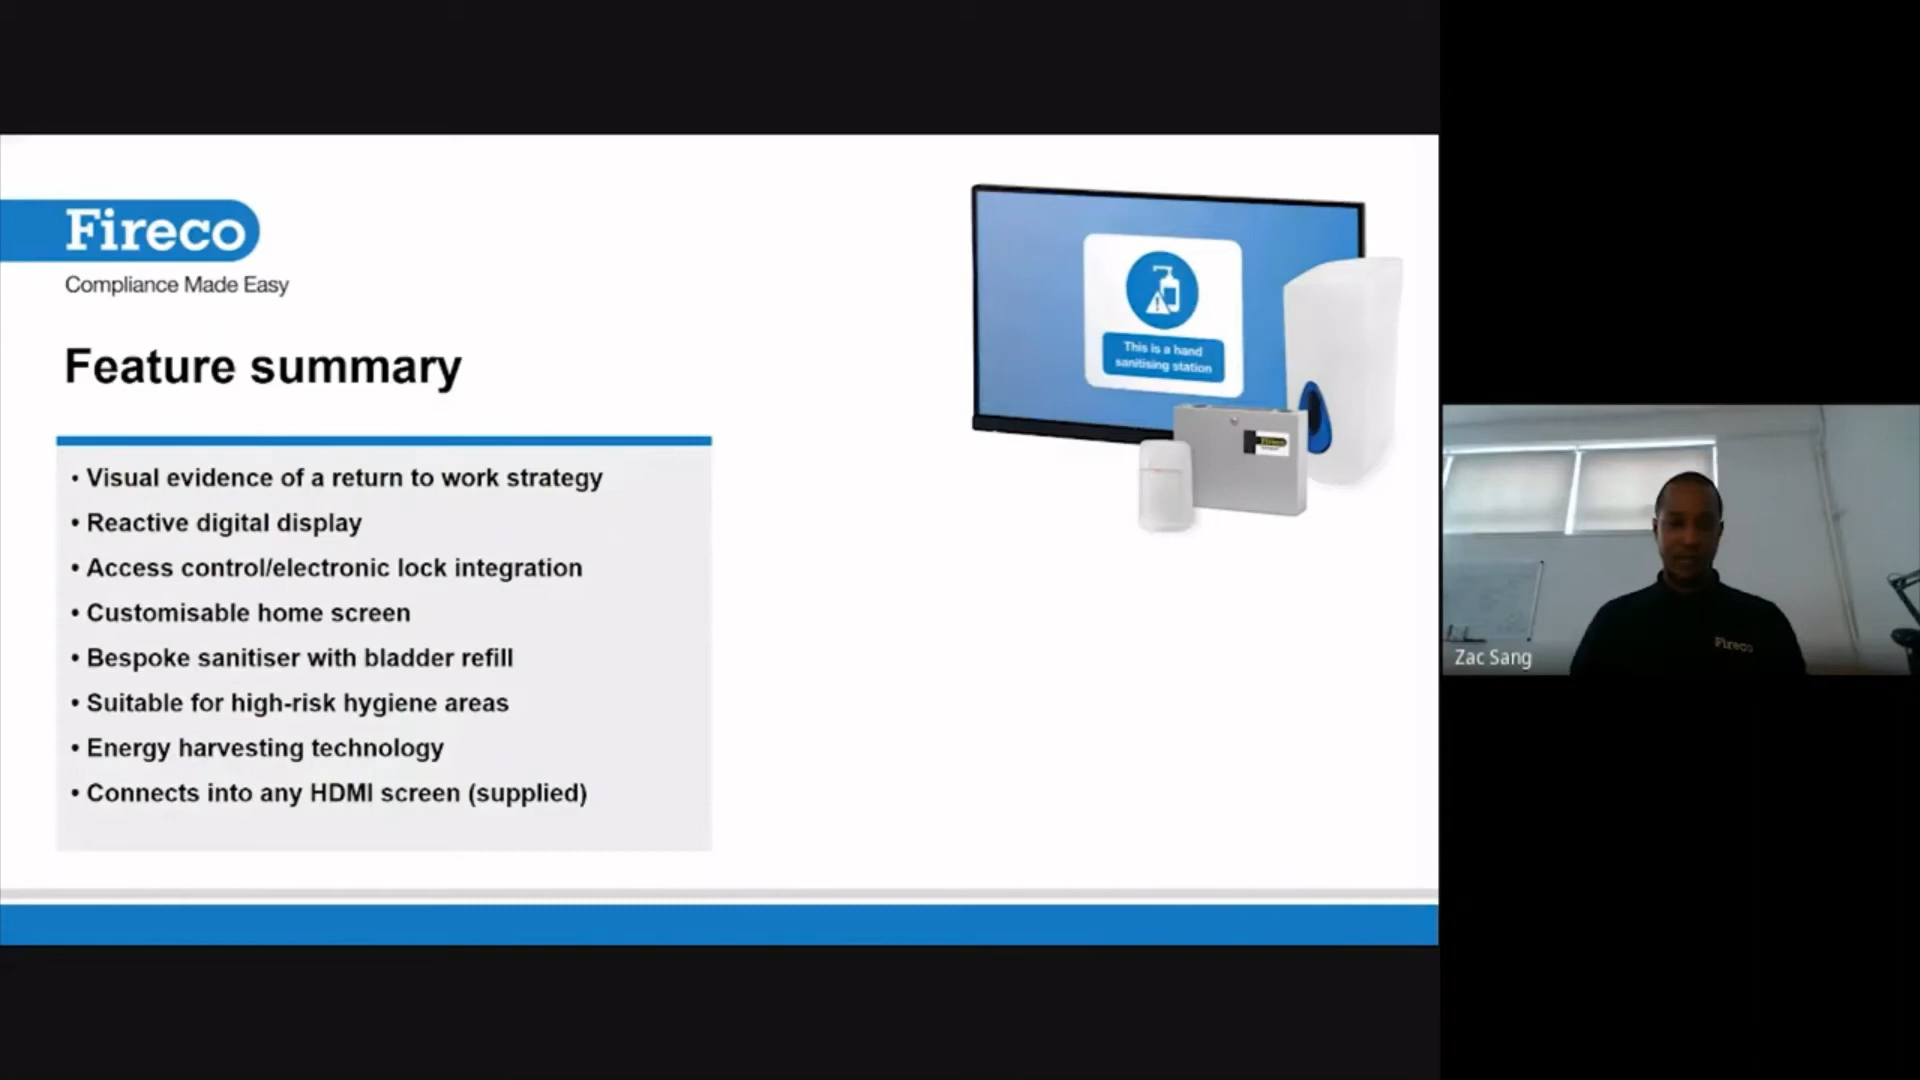 Fireco
Compliance Made Easy
Feature summary
• Visual evidence of a return to work strategy
• Reactive digital display
• Access control/electronic lock integration
• Customisable home screen
• Bespoke sanitiser with bladder refill
• Suitable for high-risk hygiene areas
• Energy harvesting technology
• Connects into any HDMI screen (supplied)
This is a hand
sanitising station
Fireco
Fireco
Zac Sang